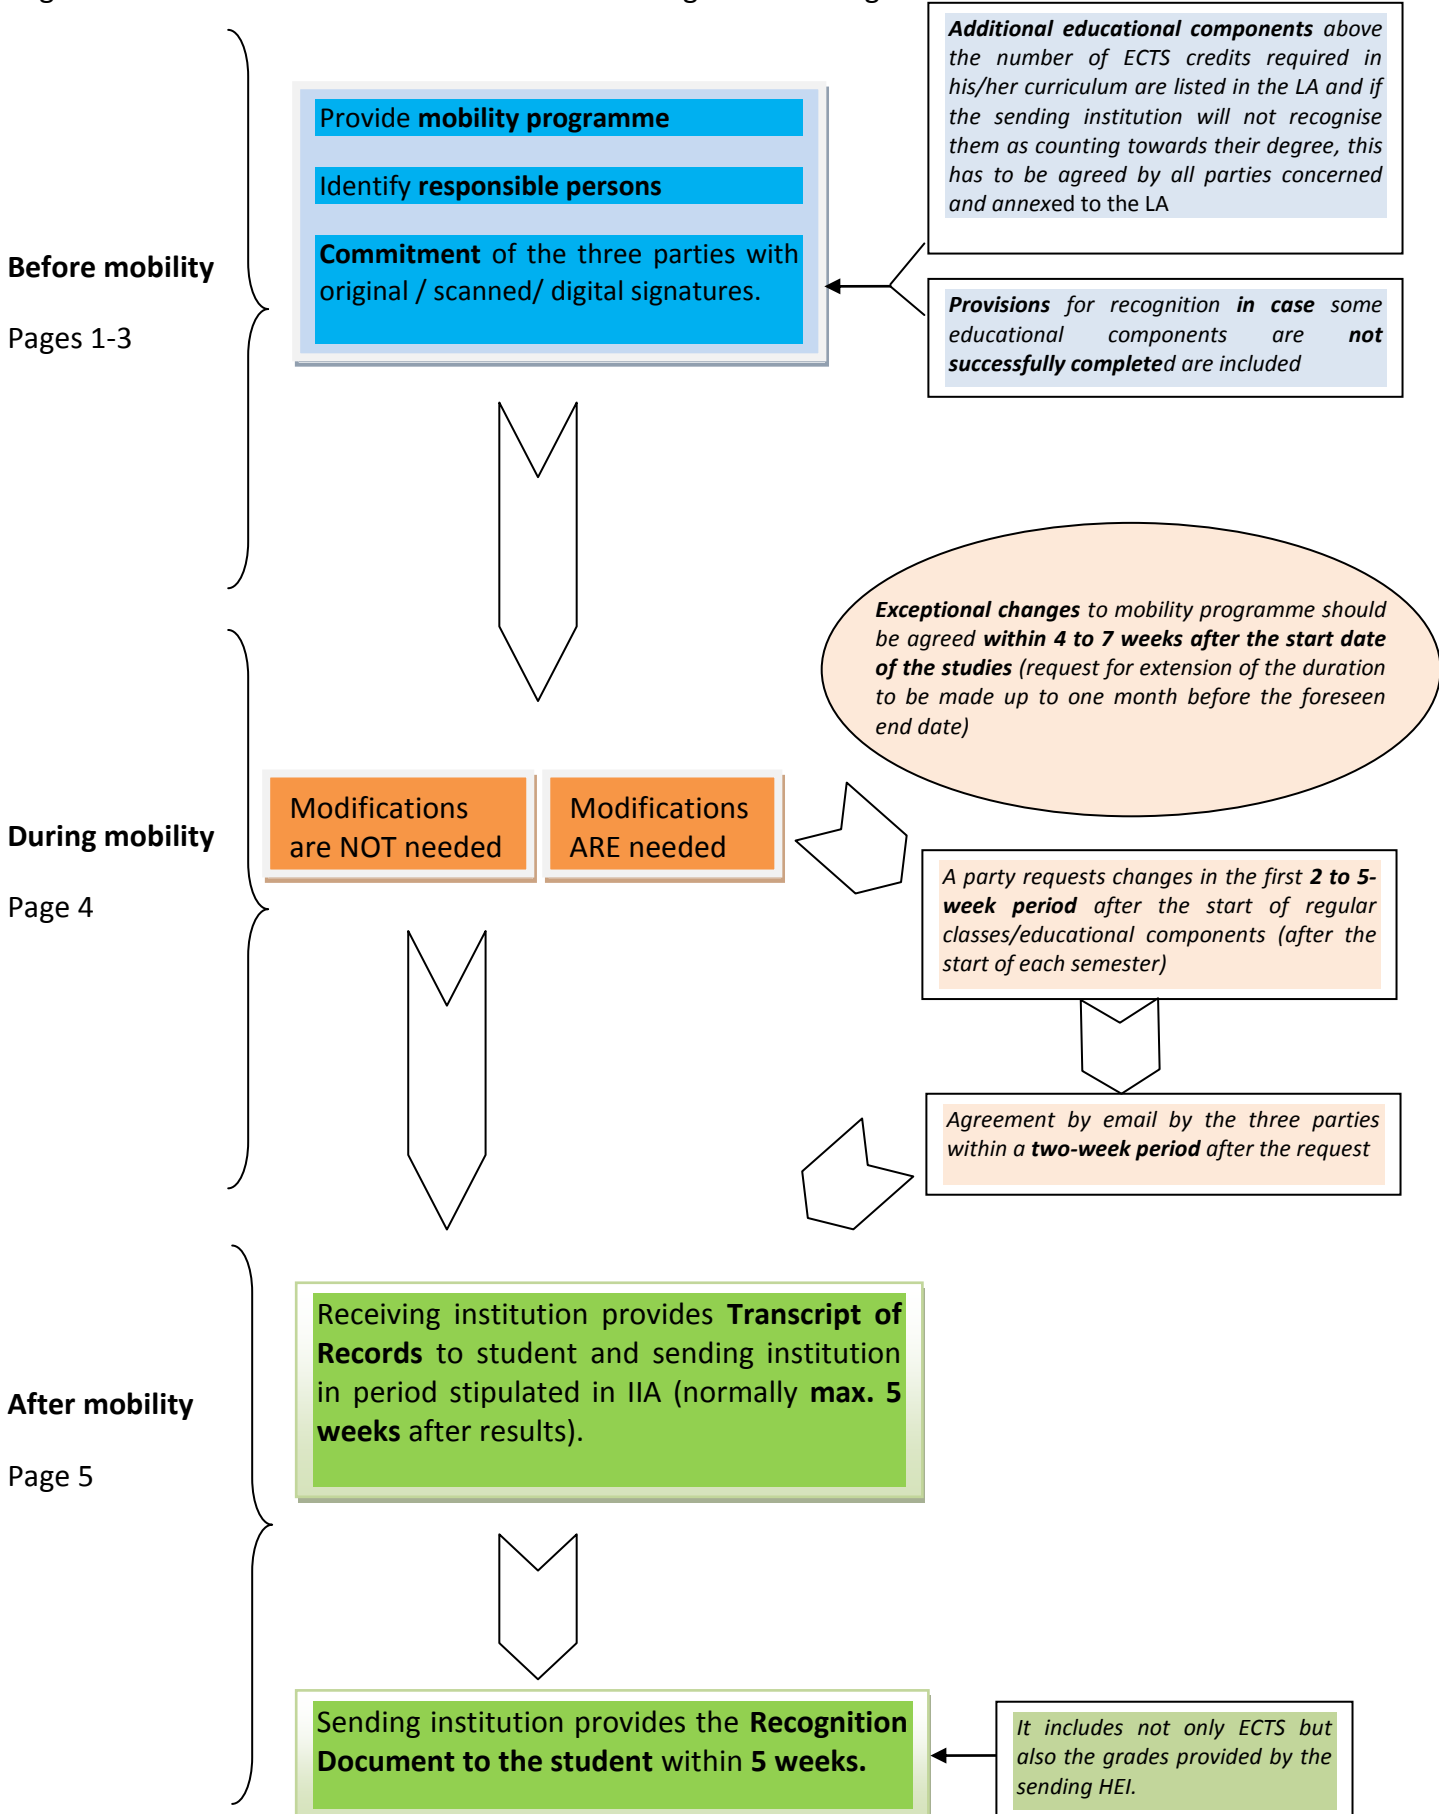 Additional educational components above
the number of ECTS credits required in
his/her curriculum are listed in the LA and if
the sending institution will not recognise
them as counting towards their degree, this
has to be agreed by all parties concerned
and annexed to the LA
Provide mobility programme
Identify responsible persons
Commitment of the three parties with
original / scanned/ digital signatures.
Before mobility
Pages 1-3
Provisions for recognition in case some
educational components are not
successfully completed are included
Exceptional changes to mobility programme should
be agreed within 4 to 7 weeks after the start date
of the studies (request for extension of the duration
to be made up to one month before the foreseen
end date)
Modifications
are NOT needed
Modifications
ARE needed
During mobility
Page 4
A party requests changes in the first 2 to 5-
week period after the start of regular
classes/educational components (after the
start of each semester)
Agreement by email by the three parties
within a two-week period after the request
Receiving institution provides Transcript of
Records to student and sending institution
in period stipulated in IIA (normally max. 5
weeks after results).
After mobility
Page 5
Sending institution provides the Recognition
Document to the student within 5 weeks.
It includes not only ECTS but
also the grades provided by the
sending HEI.